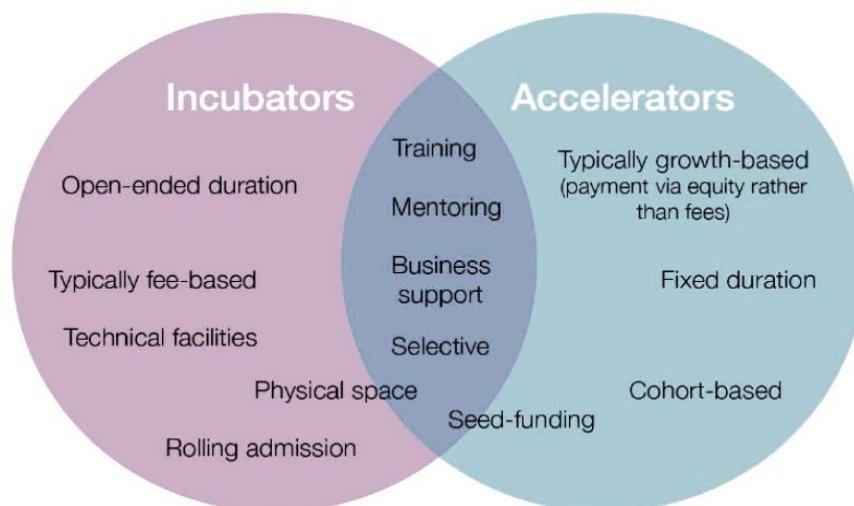 Incubators
Accelerators
Training
Typically growth-based
(payment via equity rather
than fees)
Open-ended duration
Mentoring
Business
support
Typically fee-based
Fixed duration
Technical facilities
Selective
Physical space
Cohort-based
Seed-funding
Rolling admission